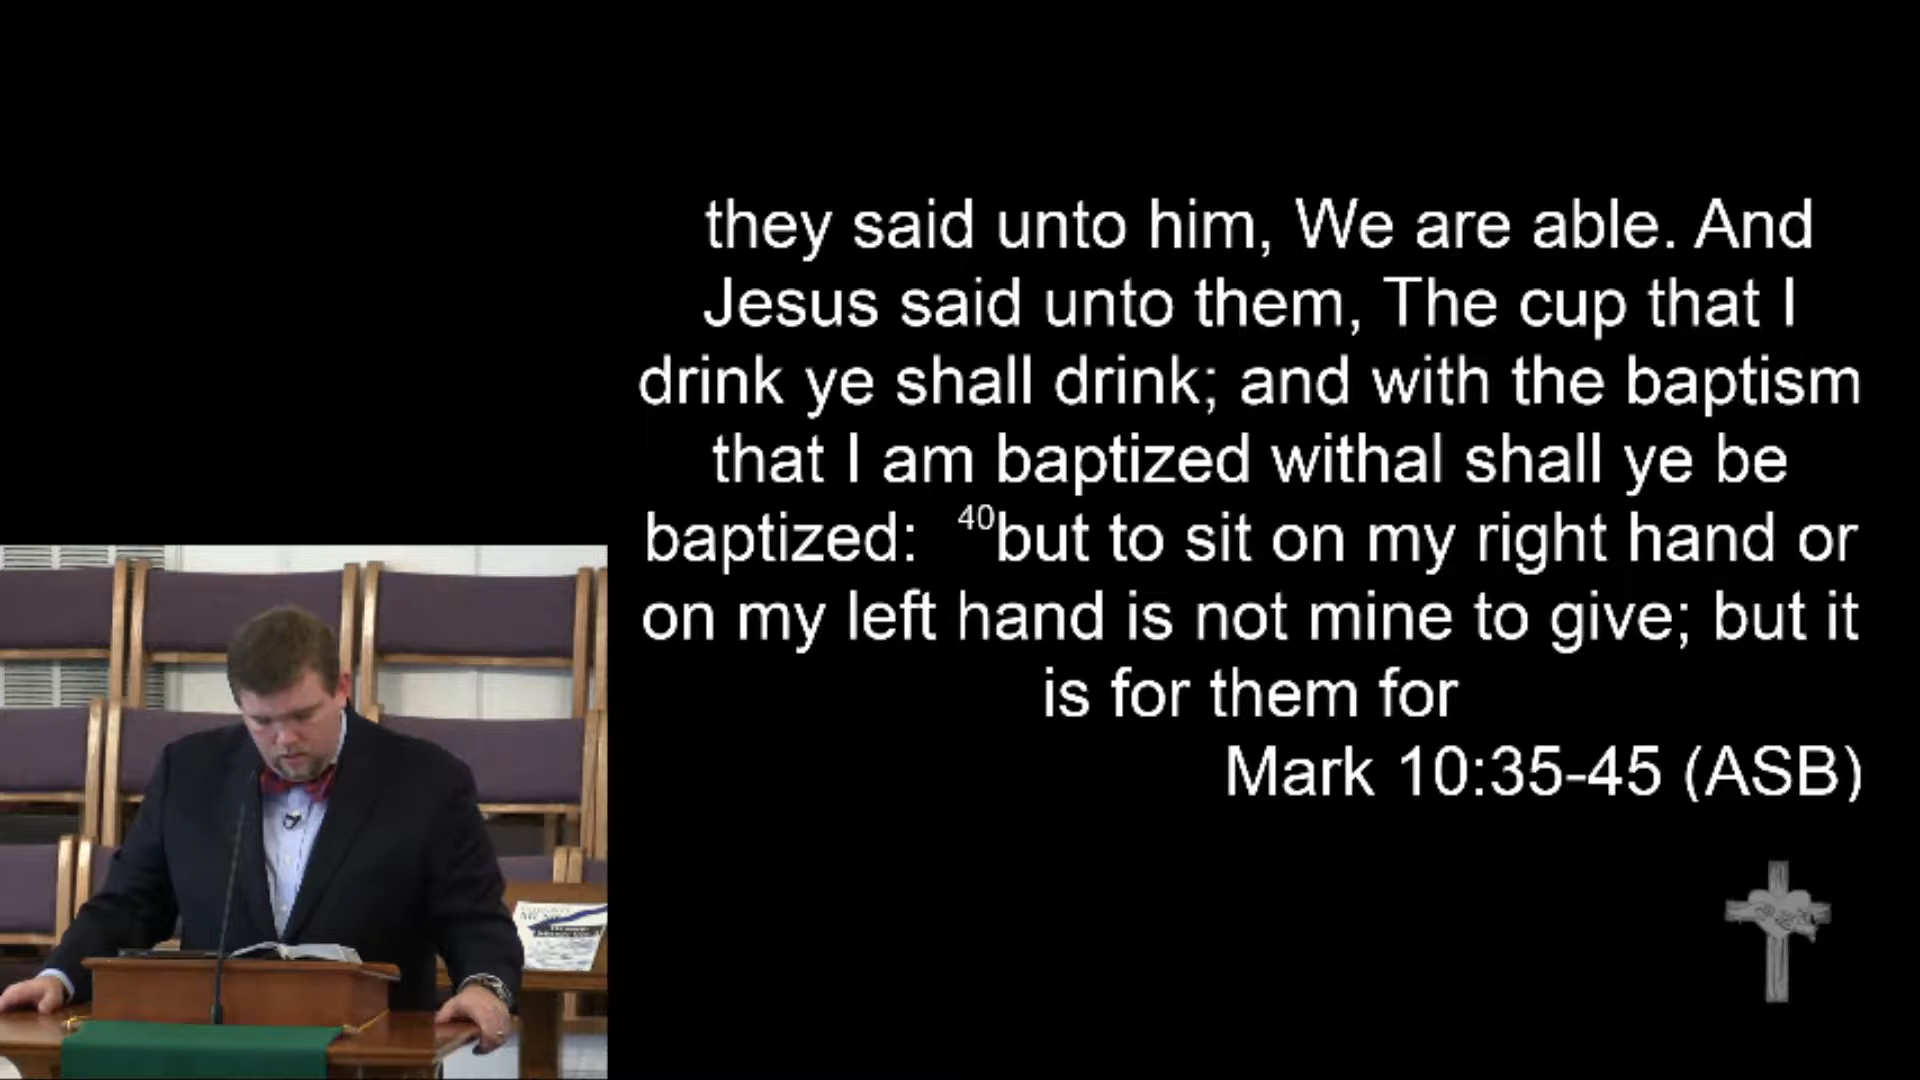 they said unto him, We are able. And
Jesus said unto them, The cup that I
drink ye shall drink; and with the baptism
that I am baptized withal shall ye be
baptized: ⁴⁰but to sit on my right hand or
on my left hand is not mine to give; but it
is for them for
Mark 10:35-45 (ASB)